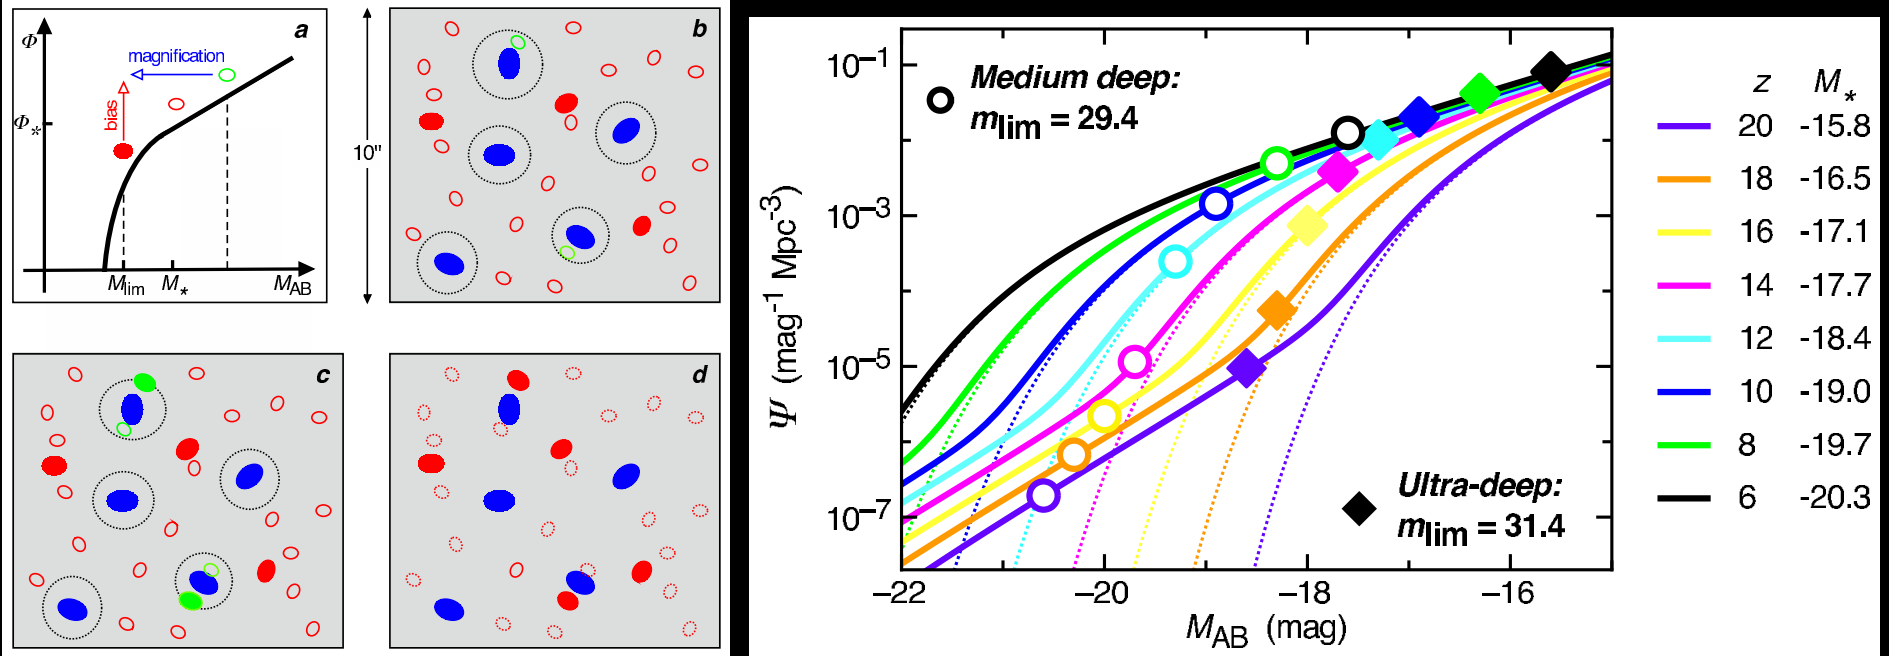 a
Φ
magnification
bias
Φ*
Mlim
M*
MAB
10"
b
c
d
Medium deep:
mlim = 29.4
Ultra-deep:
mlim = 31.4
Ψ (mag-1 Mpc-3)
10-1
10-3
10-5
10-7
−22
−20
−18
−16
MAB (mag)
z M*
20 -15.8
18 -16.5
16 -17.1
14 -17.7
12 -18.4
10 -19.0
8 -19.7
6 -20.3